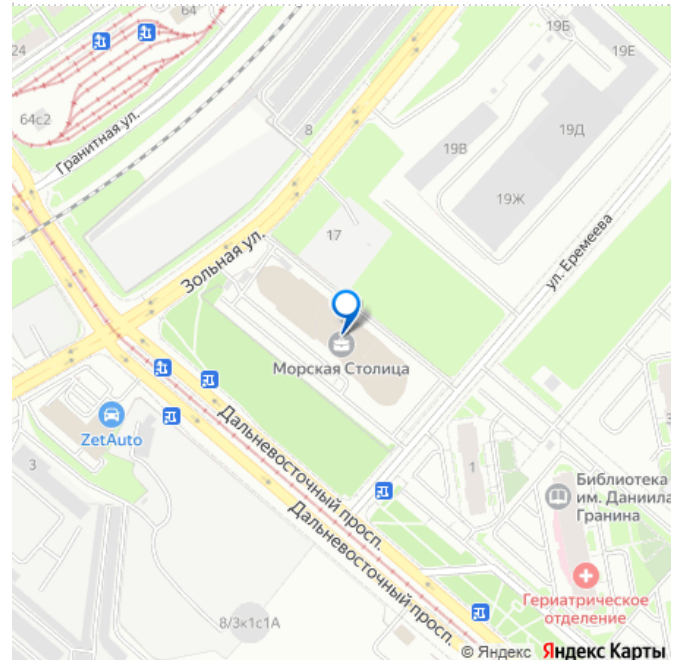 64
19Б
24
19Е
64с2
Гранитная ул.
8
19Д
19В
19Ж
17
Зольная ул.
ул. Еремеева
Морская Столица
ZetAuto
Дальневосточный просп.
3
1
Библиотека
им. Даниила
Гранина
Дальневосточный просп.
Гериатрическое
отделение
8/3к1с1А
© Яндекс Яндекс Карты